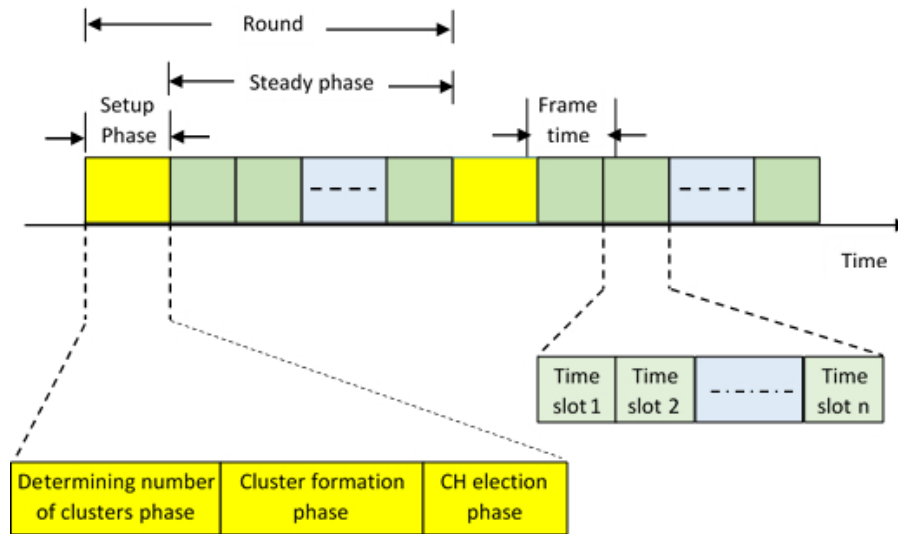 Round
Steady phase
Setup
Phase
Frame
time
Time
Time
slot 1
Time
slot 2
Time
slot n
Determining number
of clusters phase
Cluster formation
phase
CH election
phase